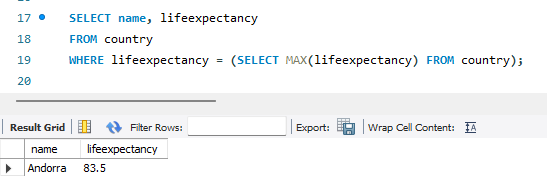 17 SELECT name, lifeexpectancy
18 FROM country
19 WHERE lifeexpectancy = (SELECT MAX(lifeexpectancy) FROM country);
20
Result Grid Filter Rows: Export: Wrap Cell Content: IA
name lifeexpectancy
Andorra 83.5